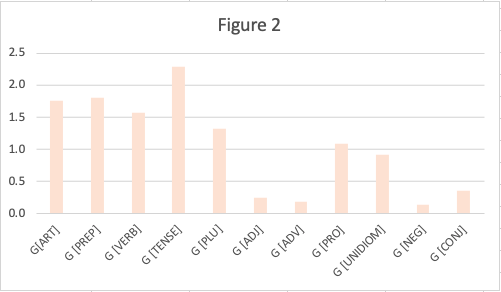 Figure 2
2.5
2.0
1.5
1.0
0.5
0.0
G[ART]
G [PREP]
G [VERB]
G [TENSE]
G [PLU]
G [ADJ]
G [ADV]
G [PRO]
G [UNIDIOM]
G [NEG]
G [CONJ]